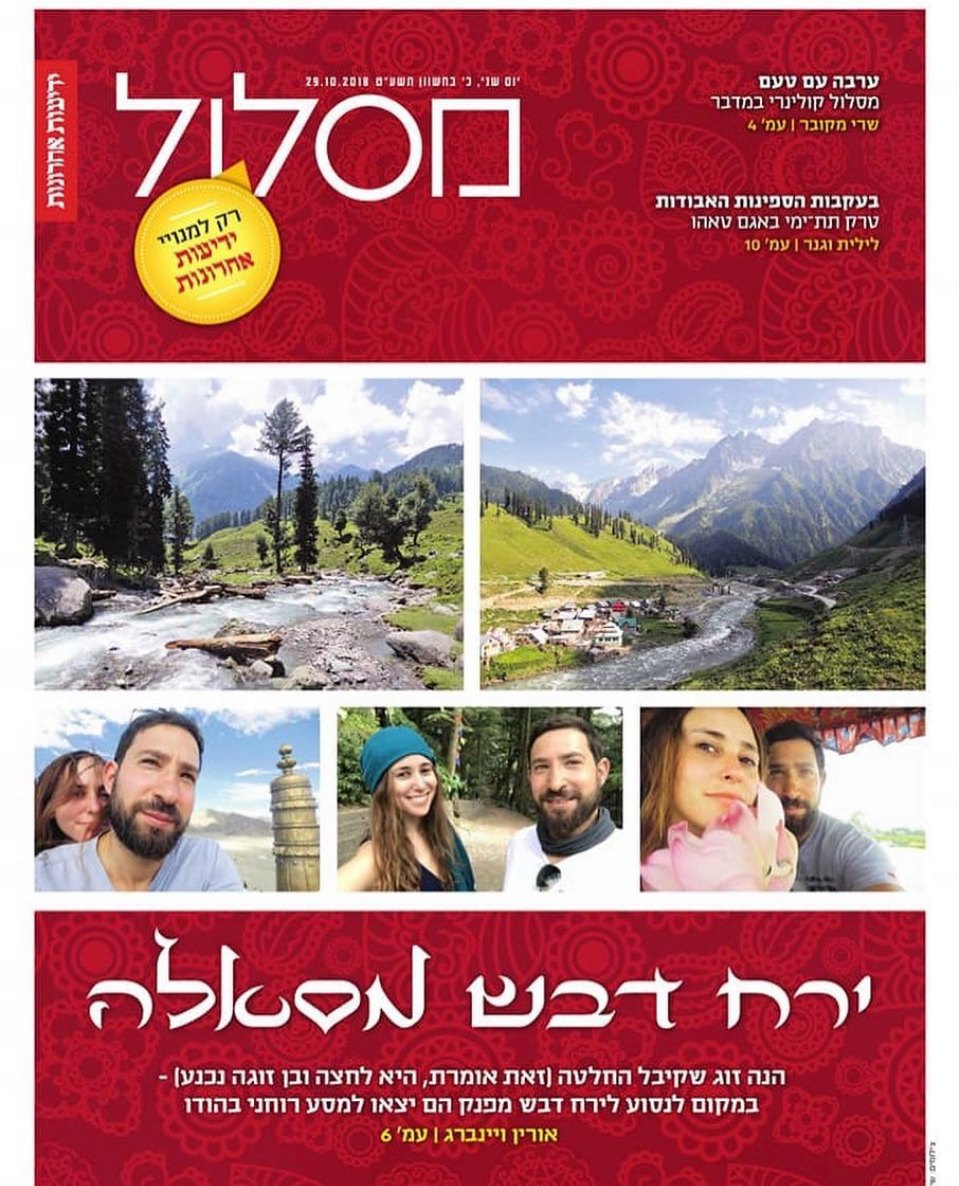 ידיעות אחרונות
יום שני, כ' בחשוון תשע"ט 29.10.2018
מסלול
רק למנויי
ידיעות
אחרונות
ערבה עם טעם
מסלול קולינרי במדבר
שרי מקובר | עמ' 4
בעקבות הספינות האבודות
טרק תת-ימי באגם טאהו
לילית וגנר | עמ' 10
ירח דבש מסאלה
הנה זוג שקיבל החלטה (זאת אומרת, היא לחצה ובן זוגה נכנע) -
במקום לנסוע לירח דבש מפנק הם יצאו למסע רוחני בהודו
אורין ויינברג | עמ' 6
צילומים: